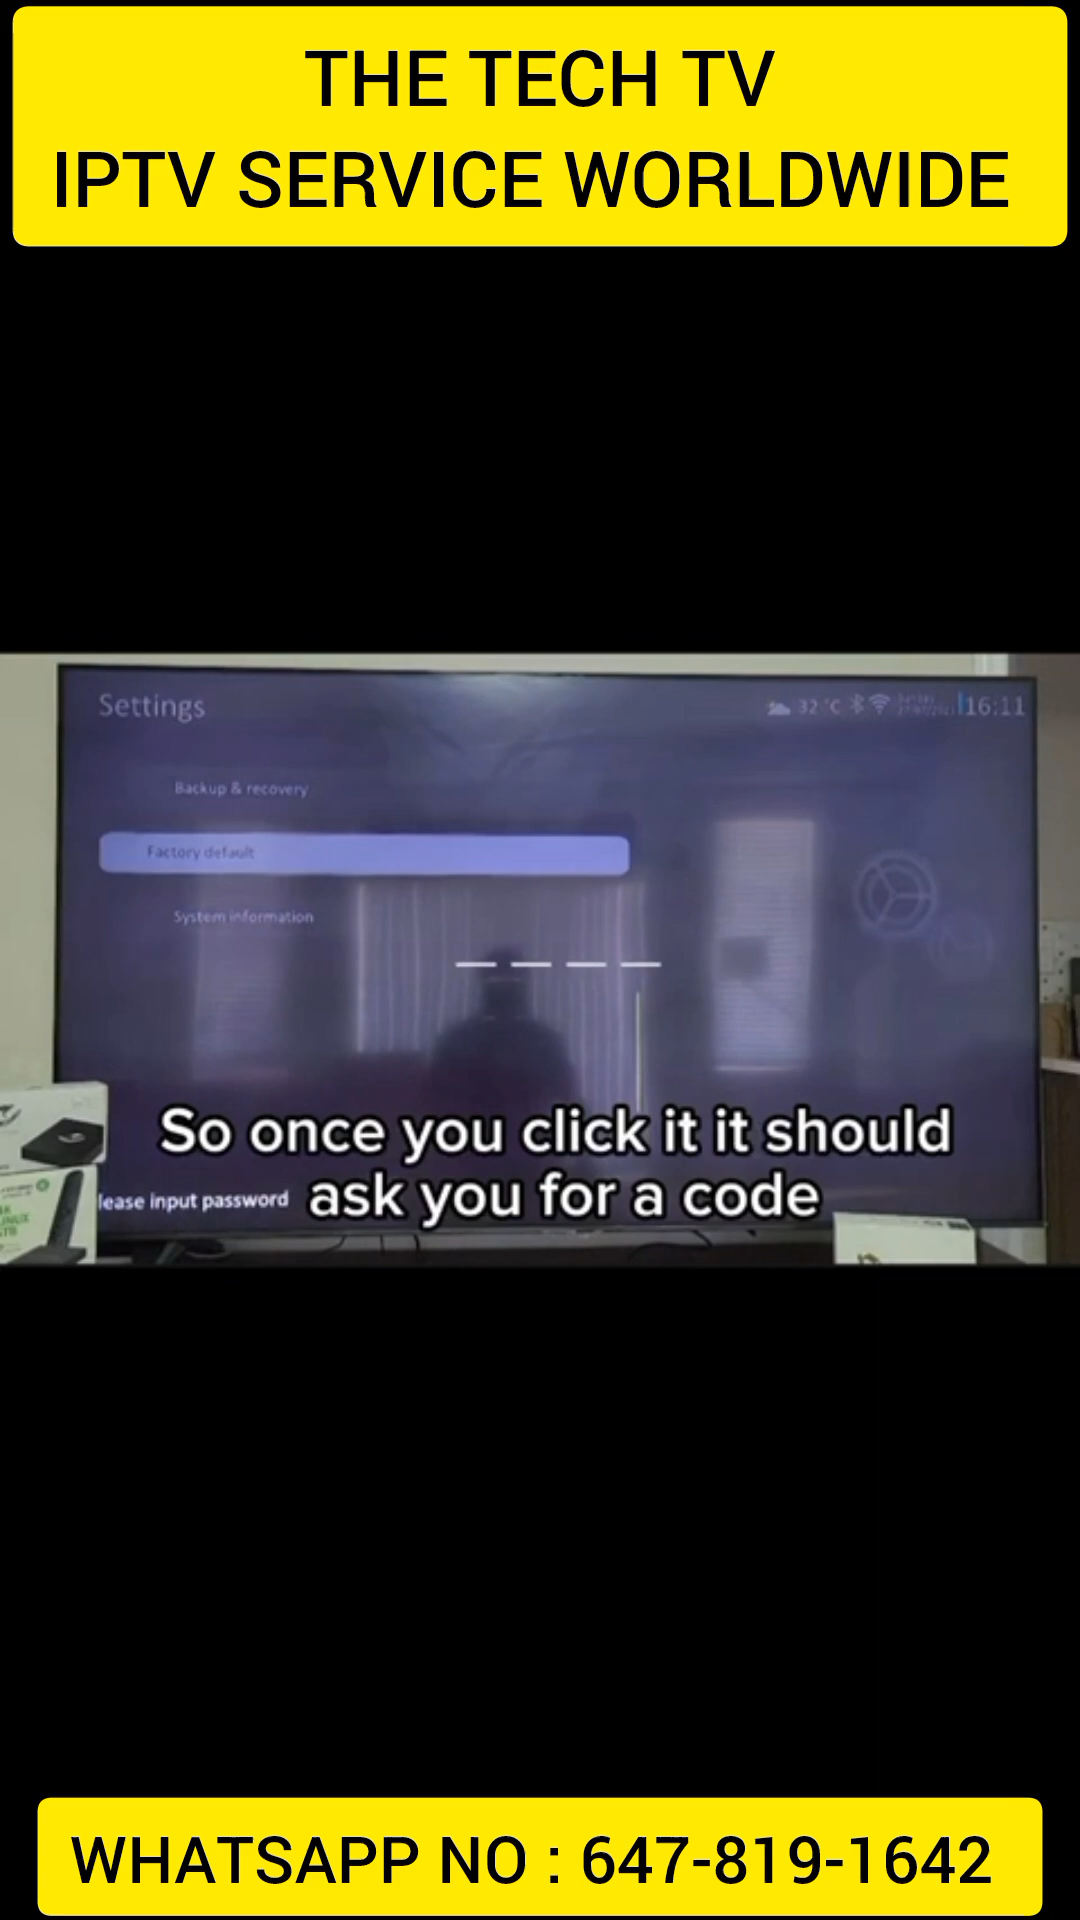 THE TECH TV
IPTV SERVICE WORLDWIDE
Settings
32 °C
16:11
Backup & recovery
Factory default
System information
So once you click it it should
ask you for a code
lease input password
WHATSAPP NO : 647-819-1642